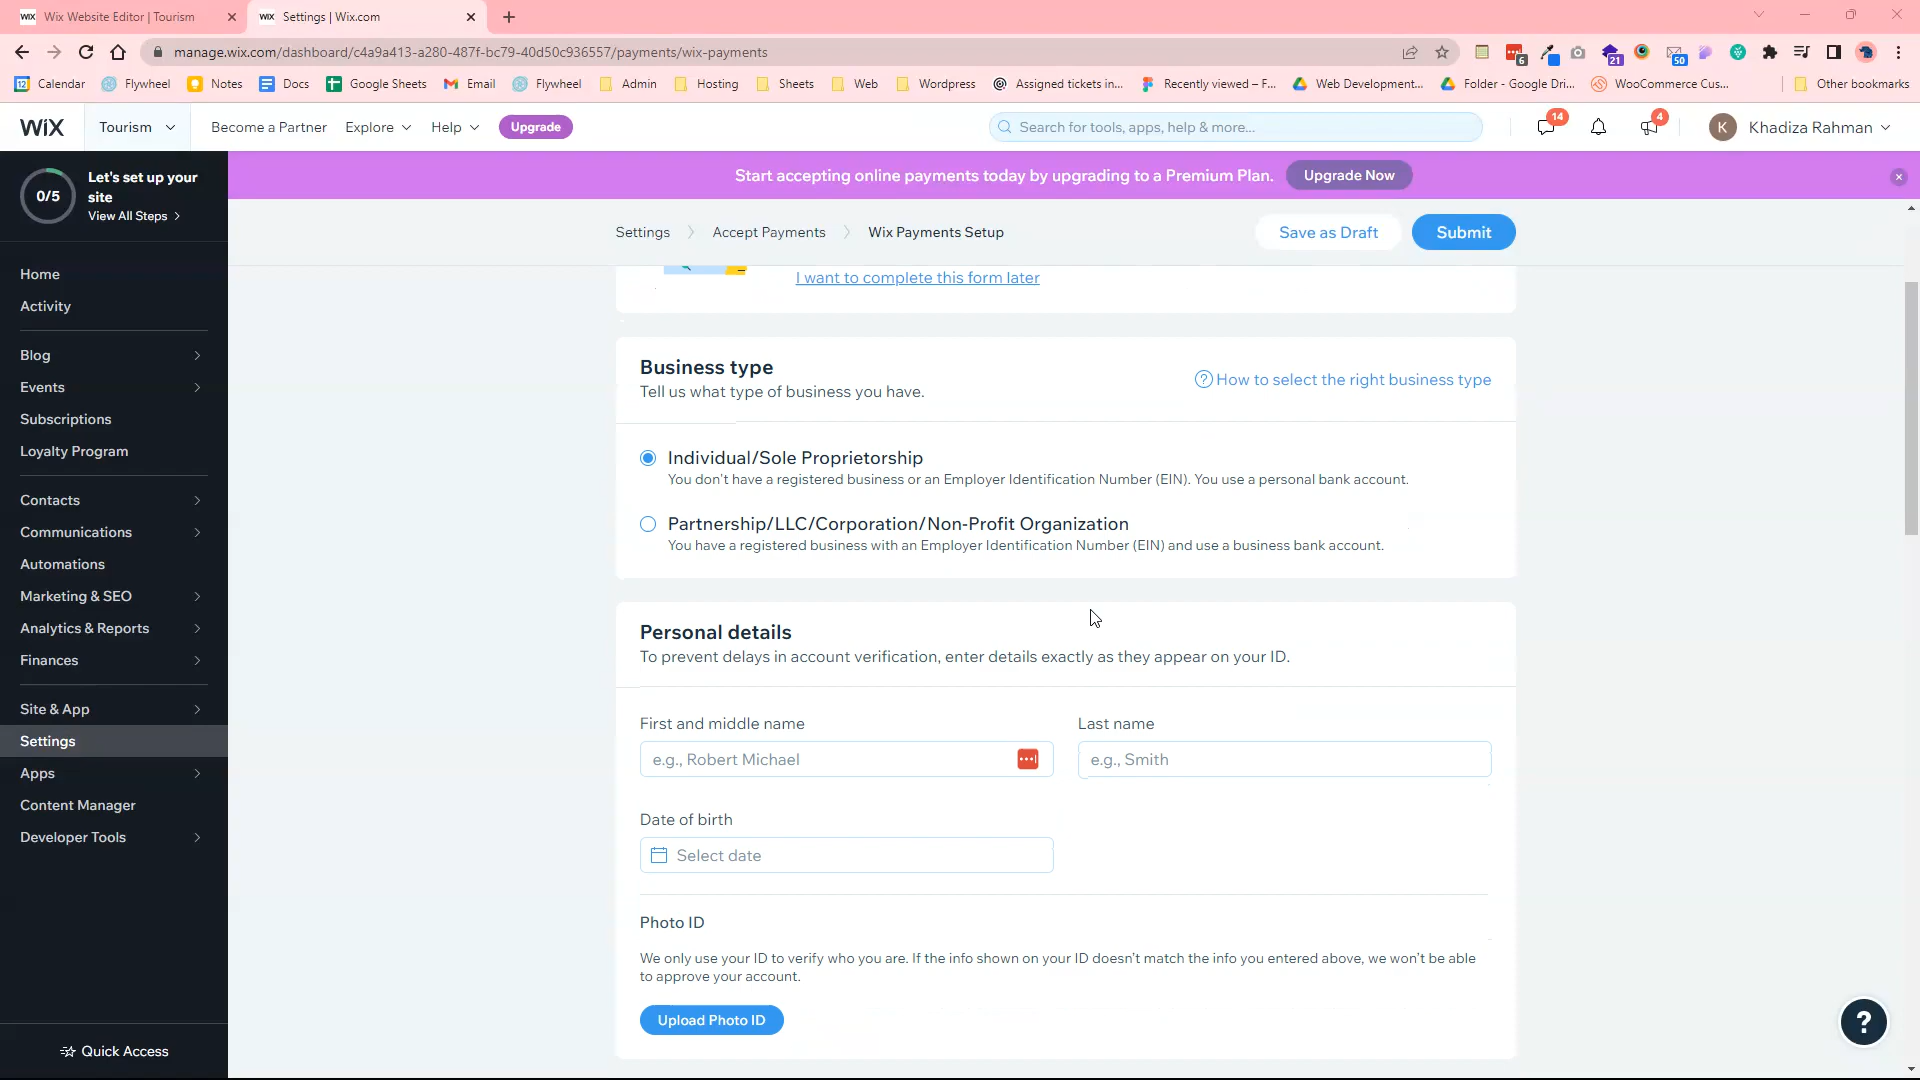 Wix Website Editor | Tourism
Settings | Wix.com
manage.wix.com/dashboard/c4a9a413-a280-487f-bc79-40d50c936557/payments/wix-payments
6
21
50
Calendar
Flywheel
Notes
Docs
Google Sheets
Email
Flywheel
Admin
Hosting
Sheets
Web
Wordpress
Assigned tickets in...
Recently viewed – F...
Web Development...
Folder - Google Dri...
WooCommerce Cus...
Other bookmarks
WIX
Tourism
Become a Partner
Explore
Help
Upgrade
Search for tools, apps, help & more...
14
4
K
Khadiza Rahman
Start accepting online payments today by upgrading to a Premium Plan.
Upgrade Now
0/5
Let's set up your
site
View All Steps
Home
Activity
Blog
Events
Subscriptions
Loyalty Program
Contacts
Communications
Automations
Marketing & SEO
Analytics & Reports
Finances
Site & App
Settings
Apps
Content Manager
Developer Tools
Quick Access
Settings
Accept Payments
Wix Payments Setup
Save as Draft
Submit
I want to complete this form later
Business type
Tell us what type of business you have.
How to select the right business type
Individual/Sole Proprietorship
You don't have a registered business or an Employer Identification Number (EIN). You use a personal bank account.
Partnership/LLC/Corporation/Non-Profit Organization
You have a registered business with an Employer Identification Number (EIN) and use a business bank account.
Personal details
To prevent delays in account verification, enter details exactly as they appear on your ID.
First and middle name
Last name
e.g., Robert Michael
e.g., Smith
Date of birth
Select date
Photo ID
We only use your ID to verify who you are. If the info shown on your ID doesn't match the info you entered above, we won't be able
to approve your account.
Upload Photo ID
?